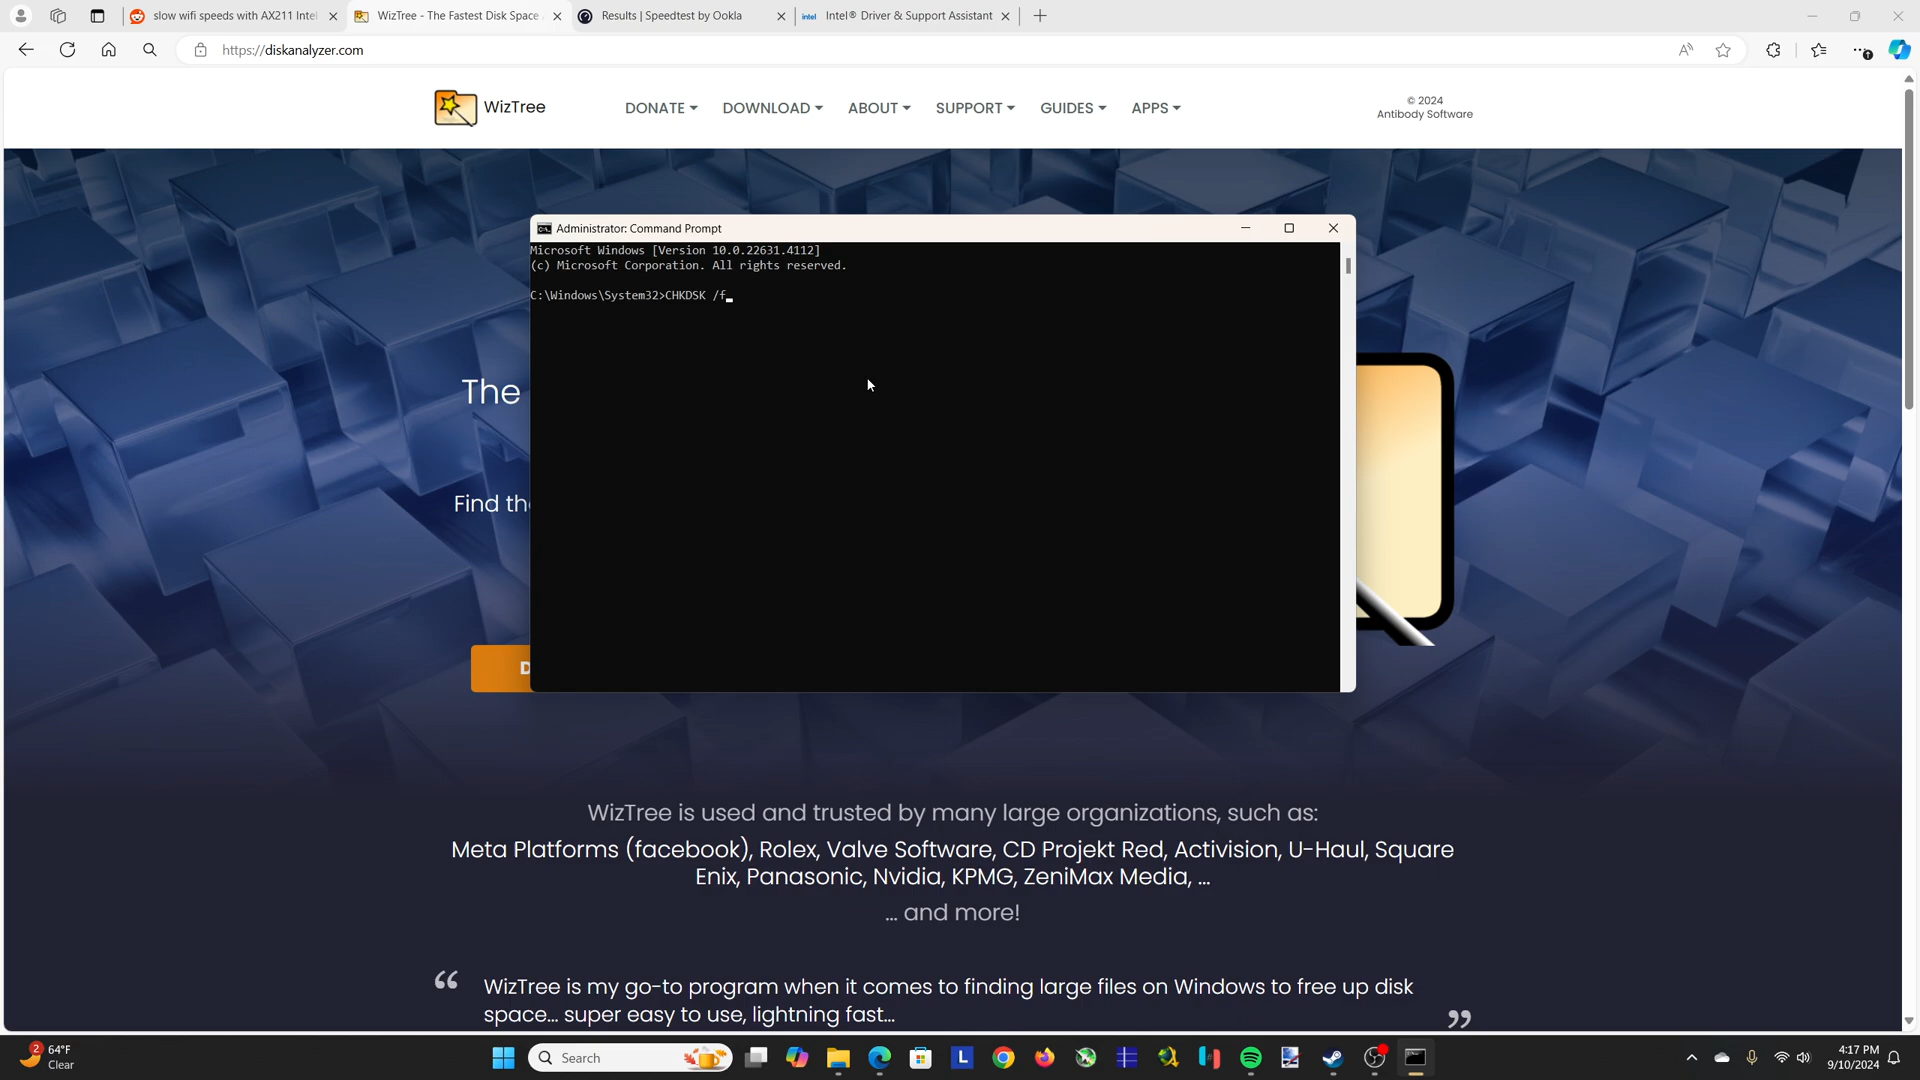 slow wifi speeds with AX211 Intel
WizTree - The Fastest Disk Space
Results | Speedtest by Ookla
intel Intel® Driver & Support Assistant
https://diskanalyzer.com
WizTree
DONATE
DOWNLOAD
ABOUT
SUPPORT
GUIDES
APPS
© 2024
Antibody Software
Administrator: Command Prompt
Microsoft Windows [Version 10.0.22631.4112]
(c) Microsoft Corporation. All rights reserved.
C:\Windows\System32>CHKDSK /f_
The
Find the
D
WizTree is used and trusted by many large organizations, such as:
Meta Platforms (facebook), Rolex, Valve Software, CD Projekt Red, Activision, U-Haul, Square
Enix, Panasonic, Nvidia, KPMG, ZeniMax Media, ...
... and more!
“ WizTree is my go-to program when it comes to finding large files on Windows to free up disk
space... super easy to use, lightning fast... ”
2
64°F
Clear
Search
L
4:17 PM
9/10/2024